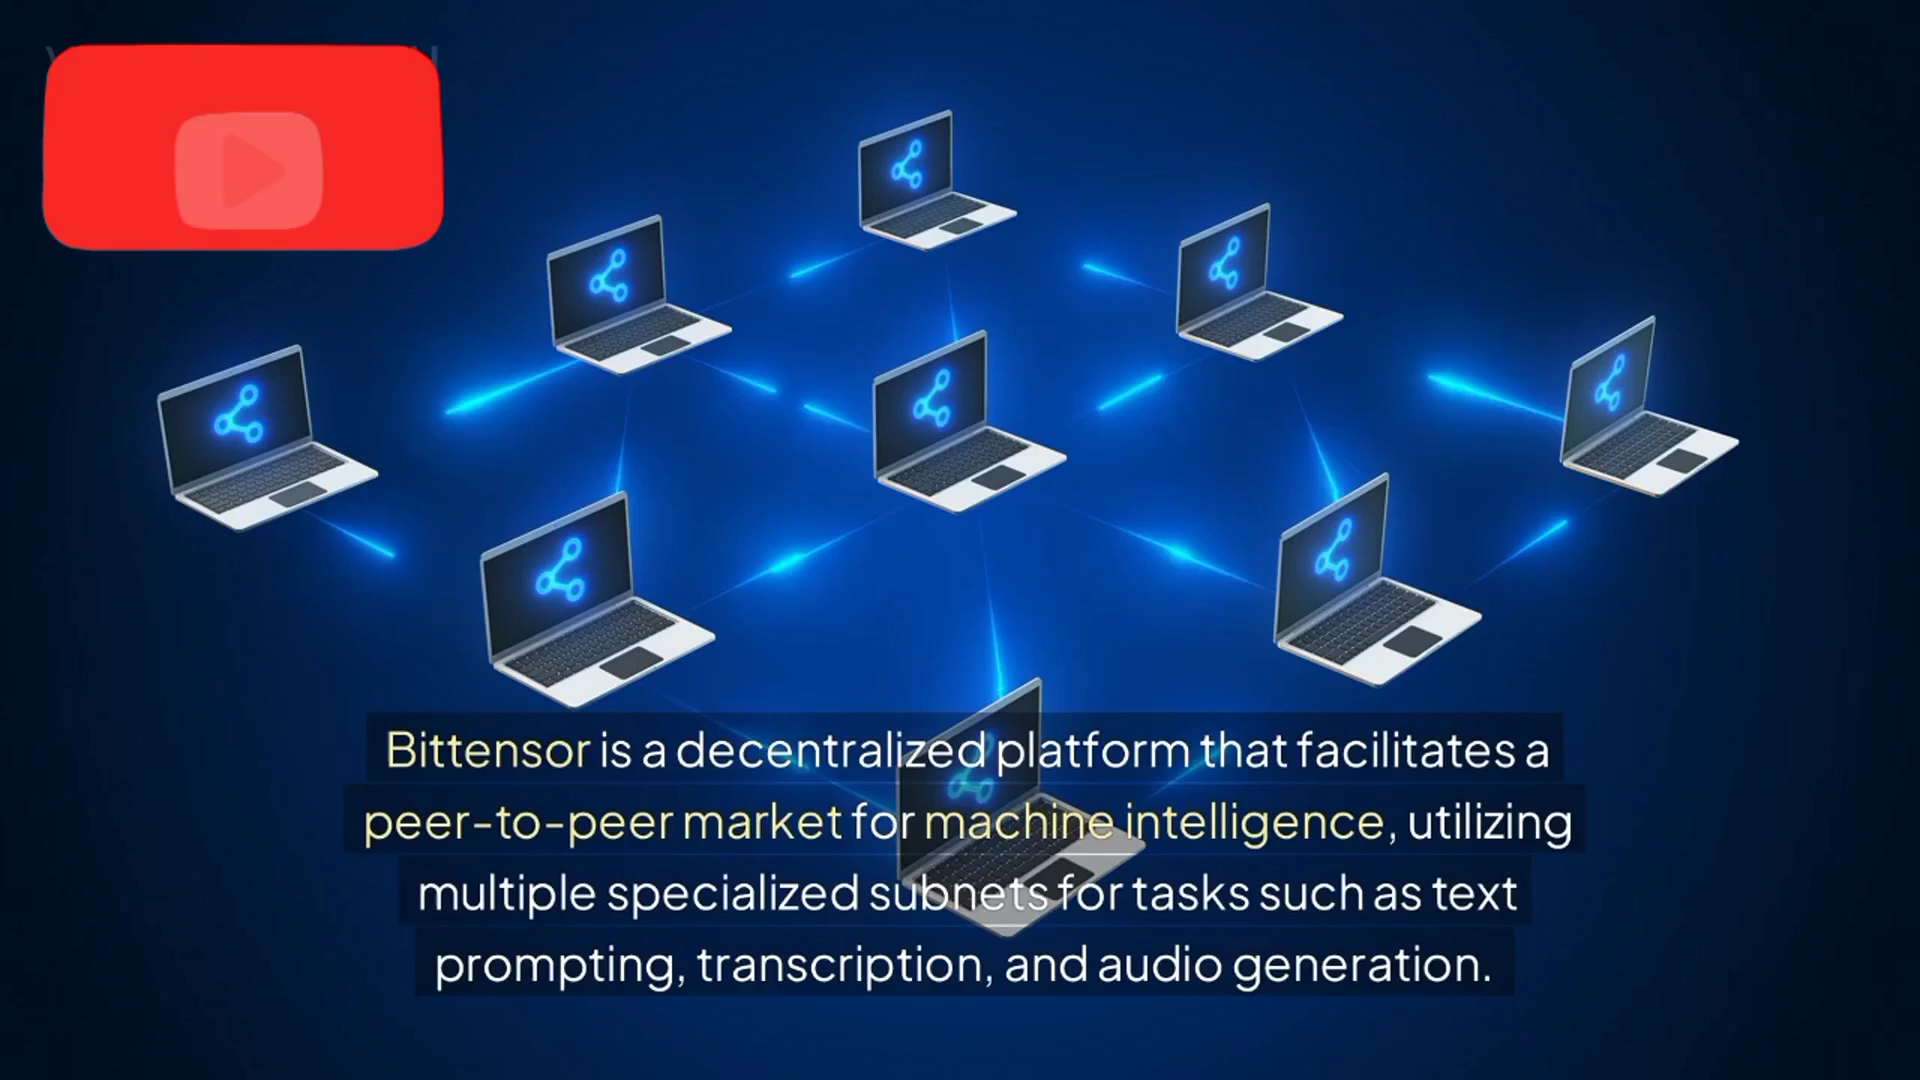 Bittensor is a decentralized platform that facilitates a
peer-to-peer market for machine intelligence, utilizing
multiple specialized subnets for tasks such as text
prompting, transcription, and audio generation.